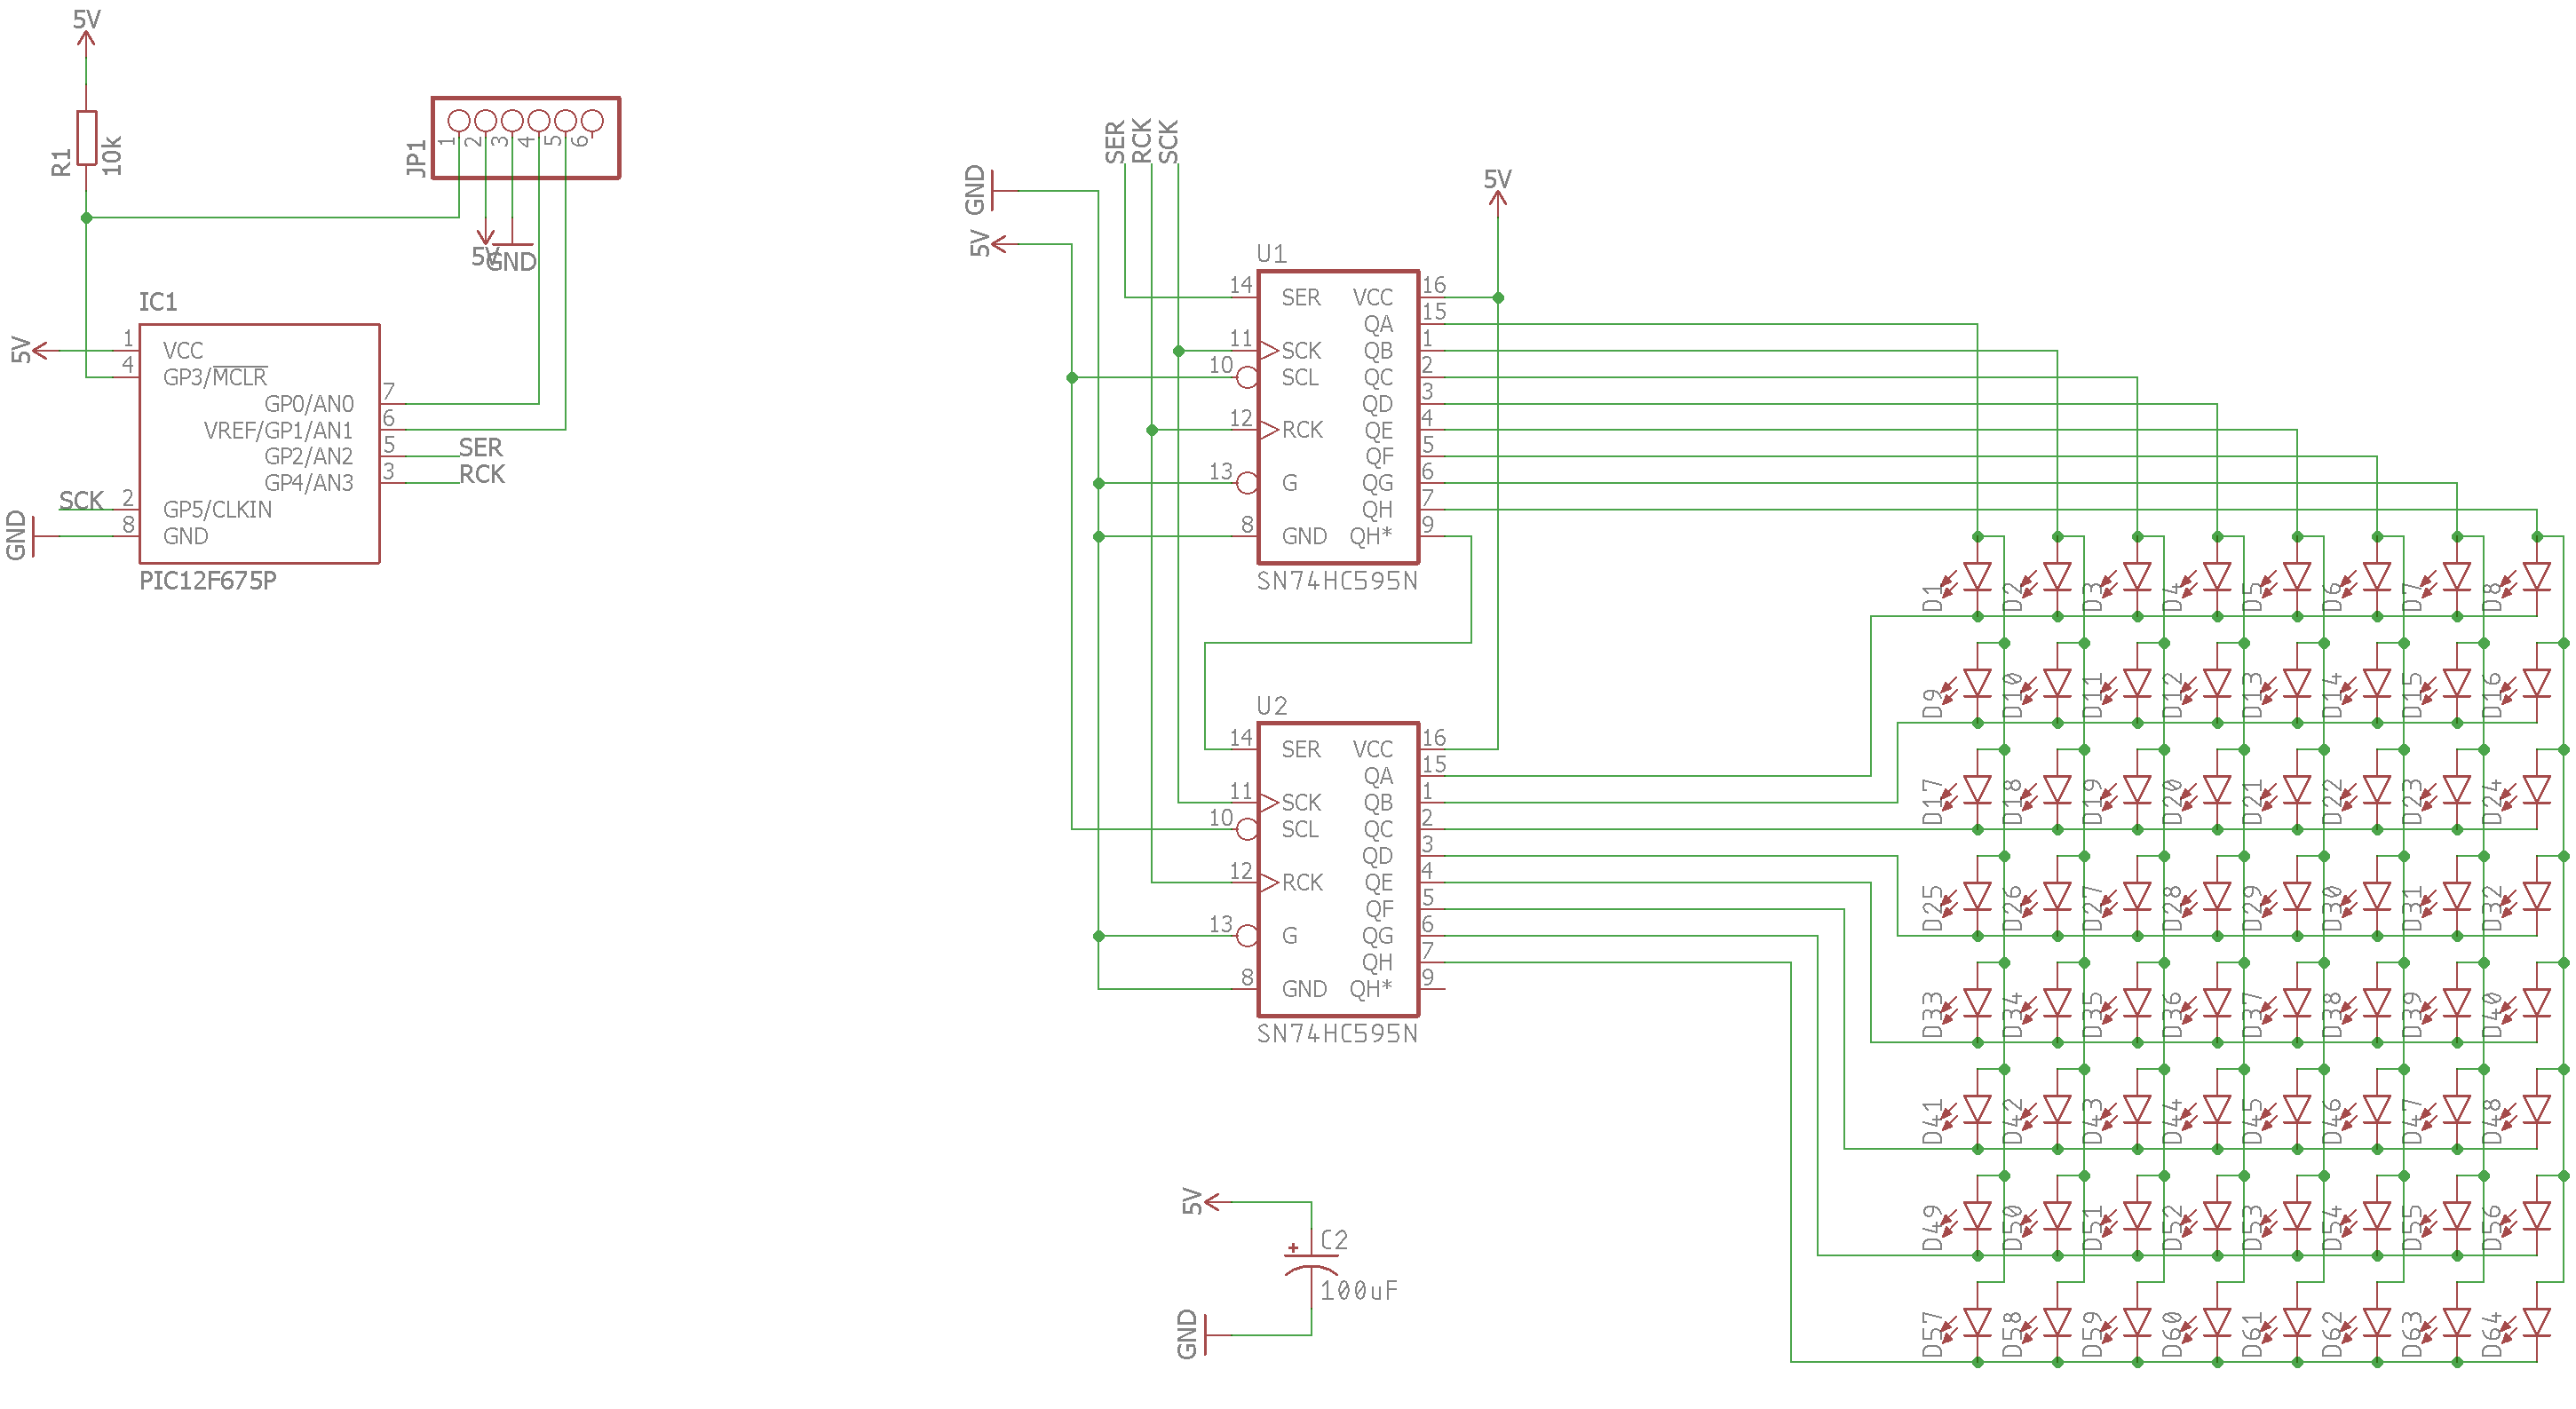 5V
R1
10k
JP1
1
2
3
4
5
6
5V
GND
IC1
5V
1
4
VCC
GP3/MCLR
GP0/AN0
VREF/GP1/AN1
GP2/AN2
GP4/AN3
7
6
5
3
SER
RCK
SCK
GND
2
8
GP5/CLKIN
GND
PIC12F675P
SER
RCK
SCK
GND
5V
5V
U1
14 SER VCC 16
QA 15
11 SCK QB 1
10 SCL QC 2
QD 3
12 RCK QE 4
QF 5
13 G QG 6
QH 7
8 GND QH* 9
SN74HC595N
U2
14 SER VCC 16
QA 15
11 SCK QB 1
10 SCL QC 2
QD 3
12 RCK QE 4
QF 5
13 G QG 6
QH 7
8 GND QH* 9
SN74HC595N
5V
+
C2
100uF
GND
D1 D2 D3 D4 D5 D6 D7 D8
D9 D10 D11 D12 D13 D14 D15 D16
D17 D18 D19 D20 D21 D22 D23 D24
D25 D26 D27 D28 D29 D30 D31 D32
D33 D34 D35 D36 D37 D38 D39 D40
D41 D42 D43 D44 D45 D46 D47 D48
D49 D50 D51 D52 D53 D54 D55 D56
D57 D58 D59 D60 D61 D62 D63 D64